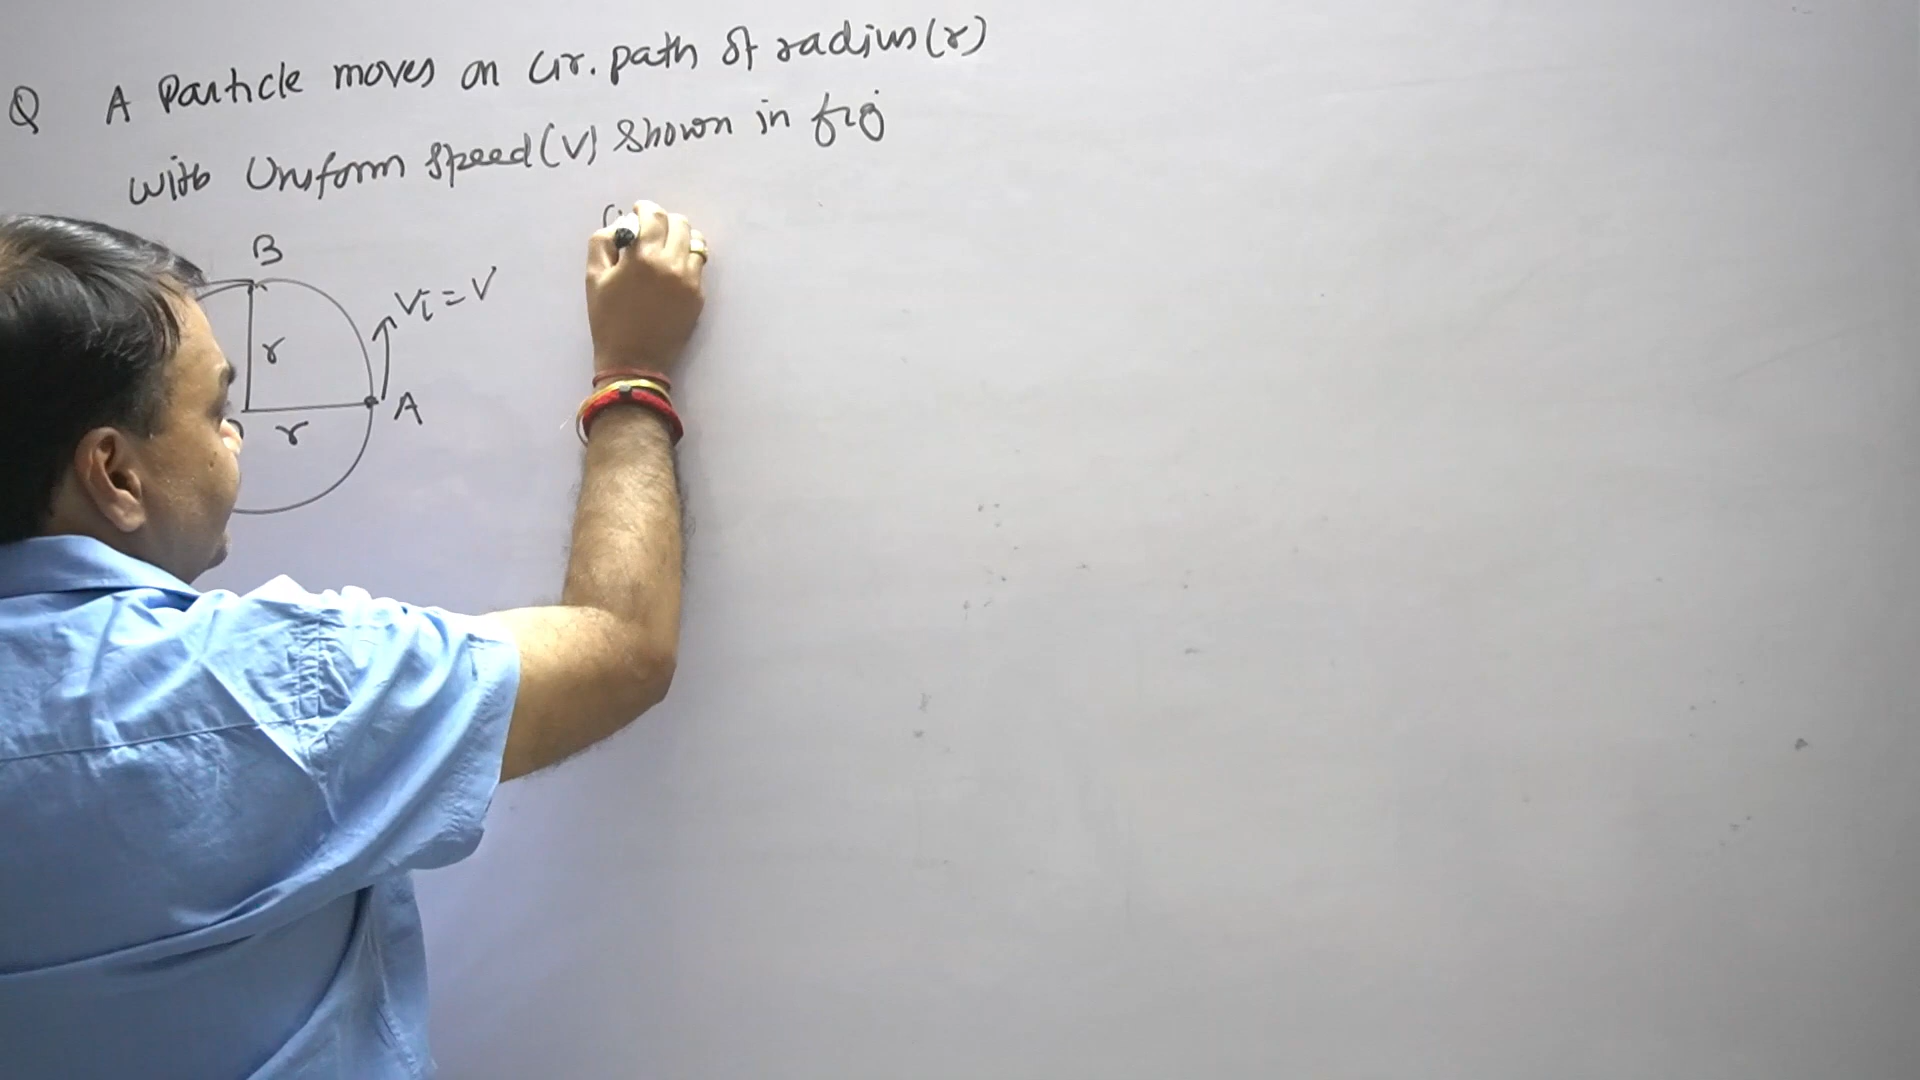 Q A Particle moves on cir. path of radius (r)
with Uniform speed (V) shown in fig
B
Vi = V
r
A
r